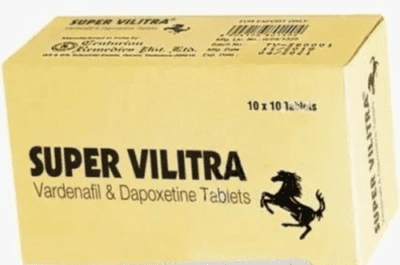 SUPER VILITRA
Manufactured in India by:
Centurion
Remedies Pvt. Ltd.
FOR EXPORT ONLY
10 x 10 Tablets
SUPER VILITRA
Vardenafil & Dapoxetine Tablets